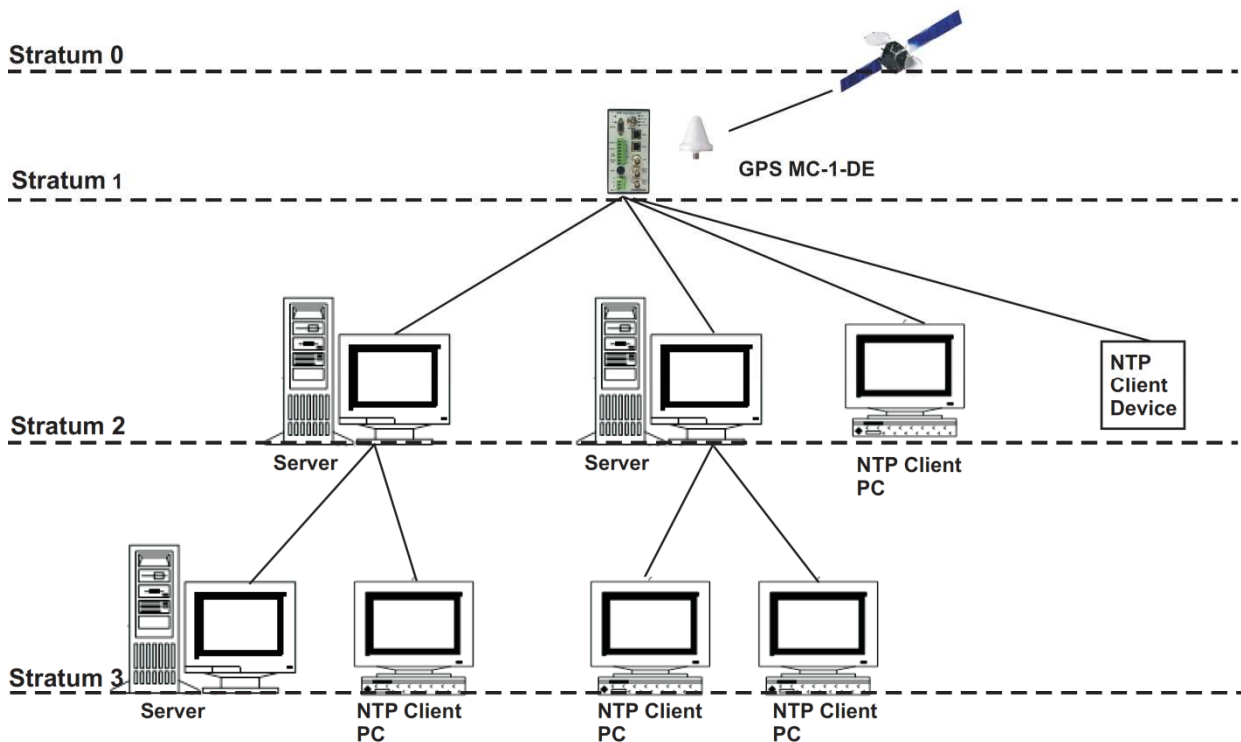 Stratum 0
GPS MC-1-DE
Stratum 1
NTP
Client
Device
Stratum 2
Server
Server
NTP Client
PC
Stratum 3
Server
NTP Client
PC
NTP Client
PC
NTP Client
PC